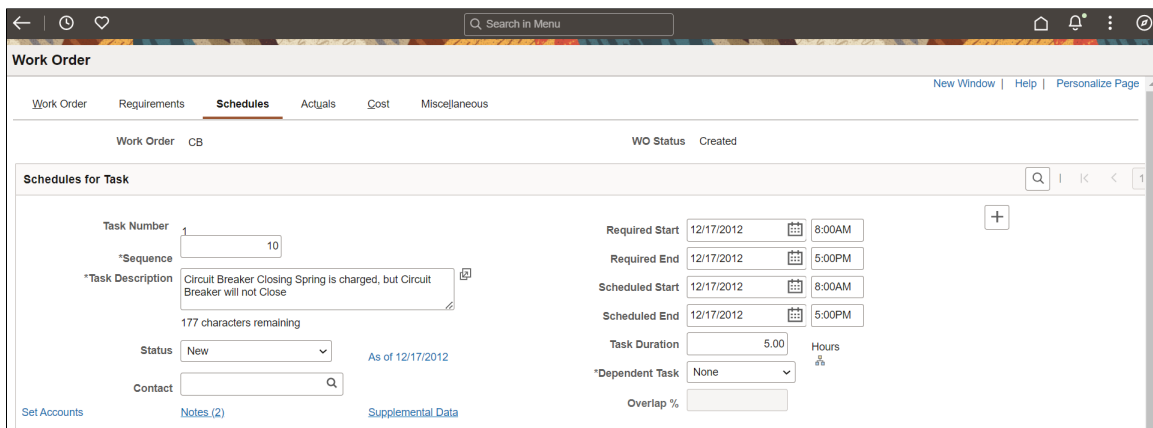 Search in Menu
Work Order
New Window | Help | Personalize Page
Work Order Requirements Schedules Actuals Cost Miscellaneous
Work Order CB WO Status Created
Schedules for Task
1
Task Number 1
*Sequence 10
*Task Description Circuit Breaker Closing Spring is charged, but Circuit
Breaker will not Close
177 characters remaining
Status New As of 12/17/2012
Contact
Set Accounts Notes (2) Supplemental Data
Required Start 12/17/2012 8:00AM
Required End 12/17/2012 5:00PM
Scheduled Start 12/17/2012 8:00AM
Scheduled End 12/17/2012 5:00PM
Task Duration 5.00 Hours
*Dependent Task None
Overlap %